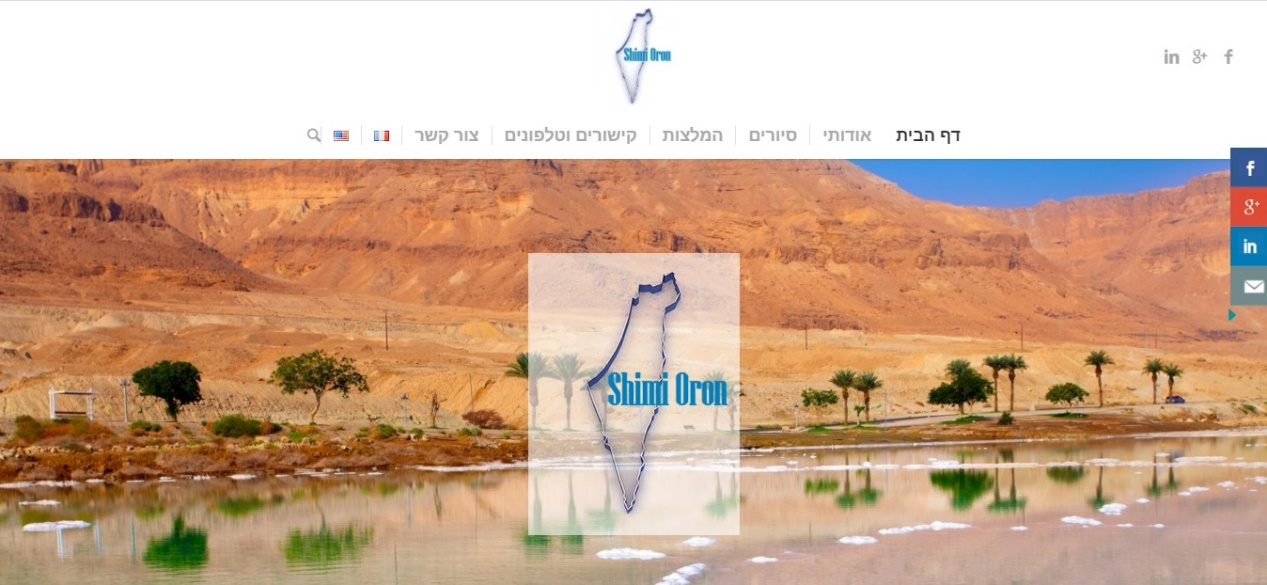 Shimi Oron
דף הבית
אודותי
סיורים
המלצות
קישורים וטלפונים
צור קשר
Shimi Oron